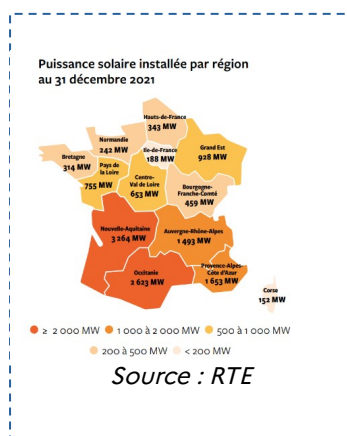 Puissance solaire installée par région
au 31 décembre 2021
Hauts-de-France
343 MW
Normandie
242 MW
Ile-de-France
188 MW
Grand Est
928 MW
Bretagne
314 MW
Pays de
la Loire
755 MW
Centre-
Val de Loire
653 MW
Bourgogne-
Franche-Comté
459 MW
Nouvelle-Aquitaine
3 264 MW
Auvergne-Rhône-Alpes
1 493 MW
Occitanie
2 623 MW
Provence-Alpes-
Côte d'Azur
1 653 MW
Corse
152 MW
≥ 2 000 MW
1 000 à 2 000 MW
500 à 1 000 MW
200 à 500 MW
< 200 MW
Source : RTE